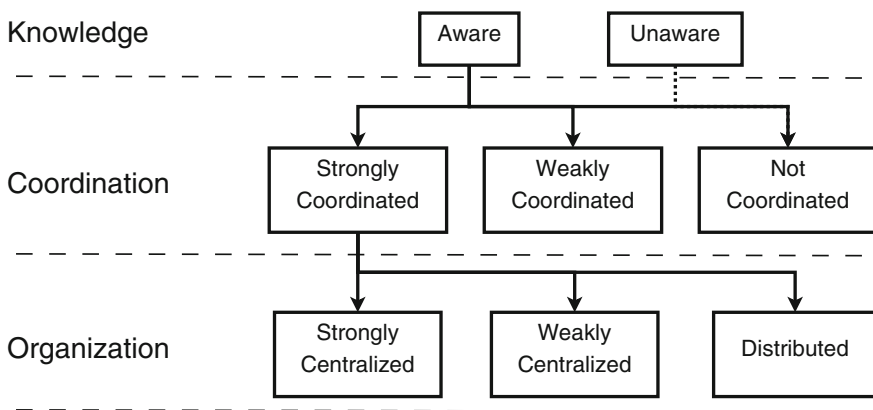 Knowledge
Aware
Unaware
Coordination
Strongly
Coordinated
Weakly
Coordinated
Not
Coordinated
Organization
Strongly
Centralized
Weakly
Centralized
Distributed